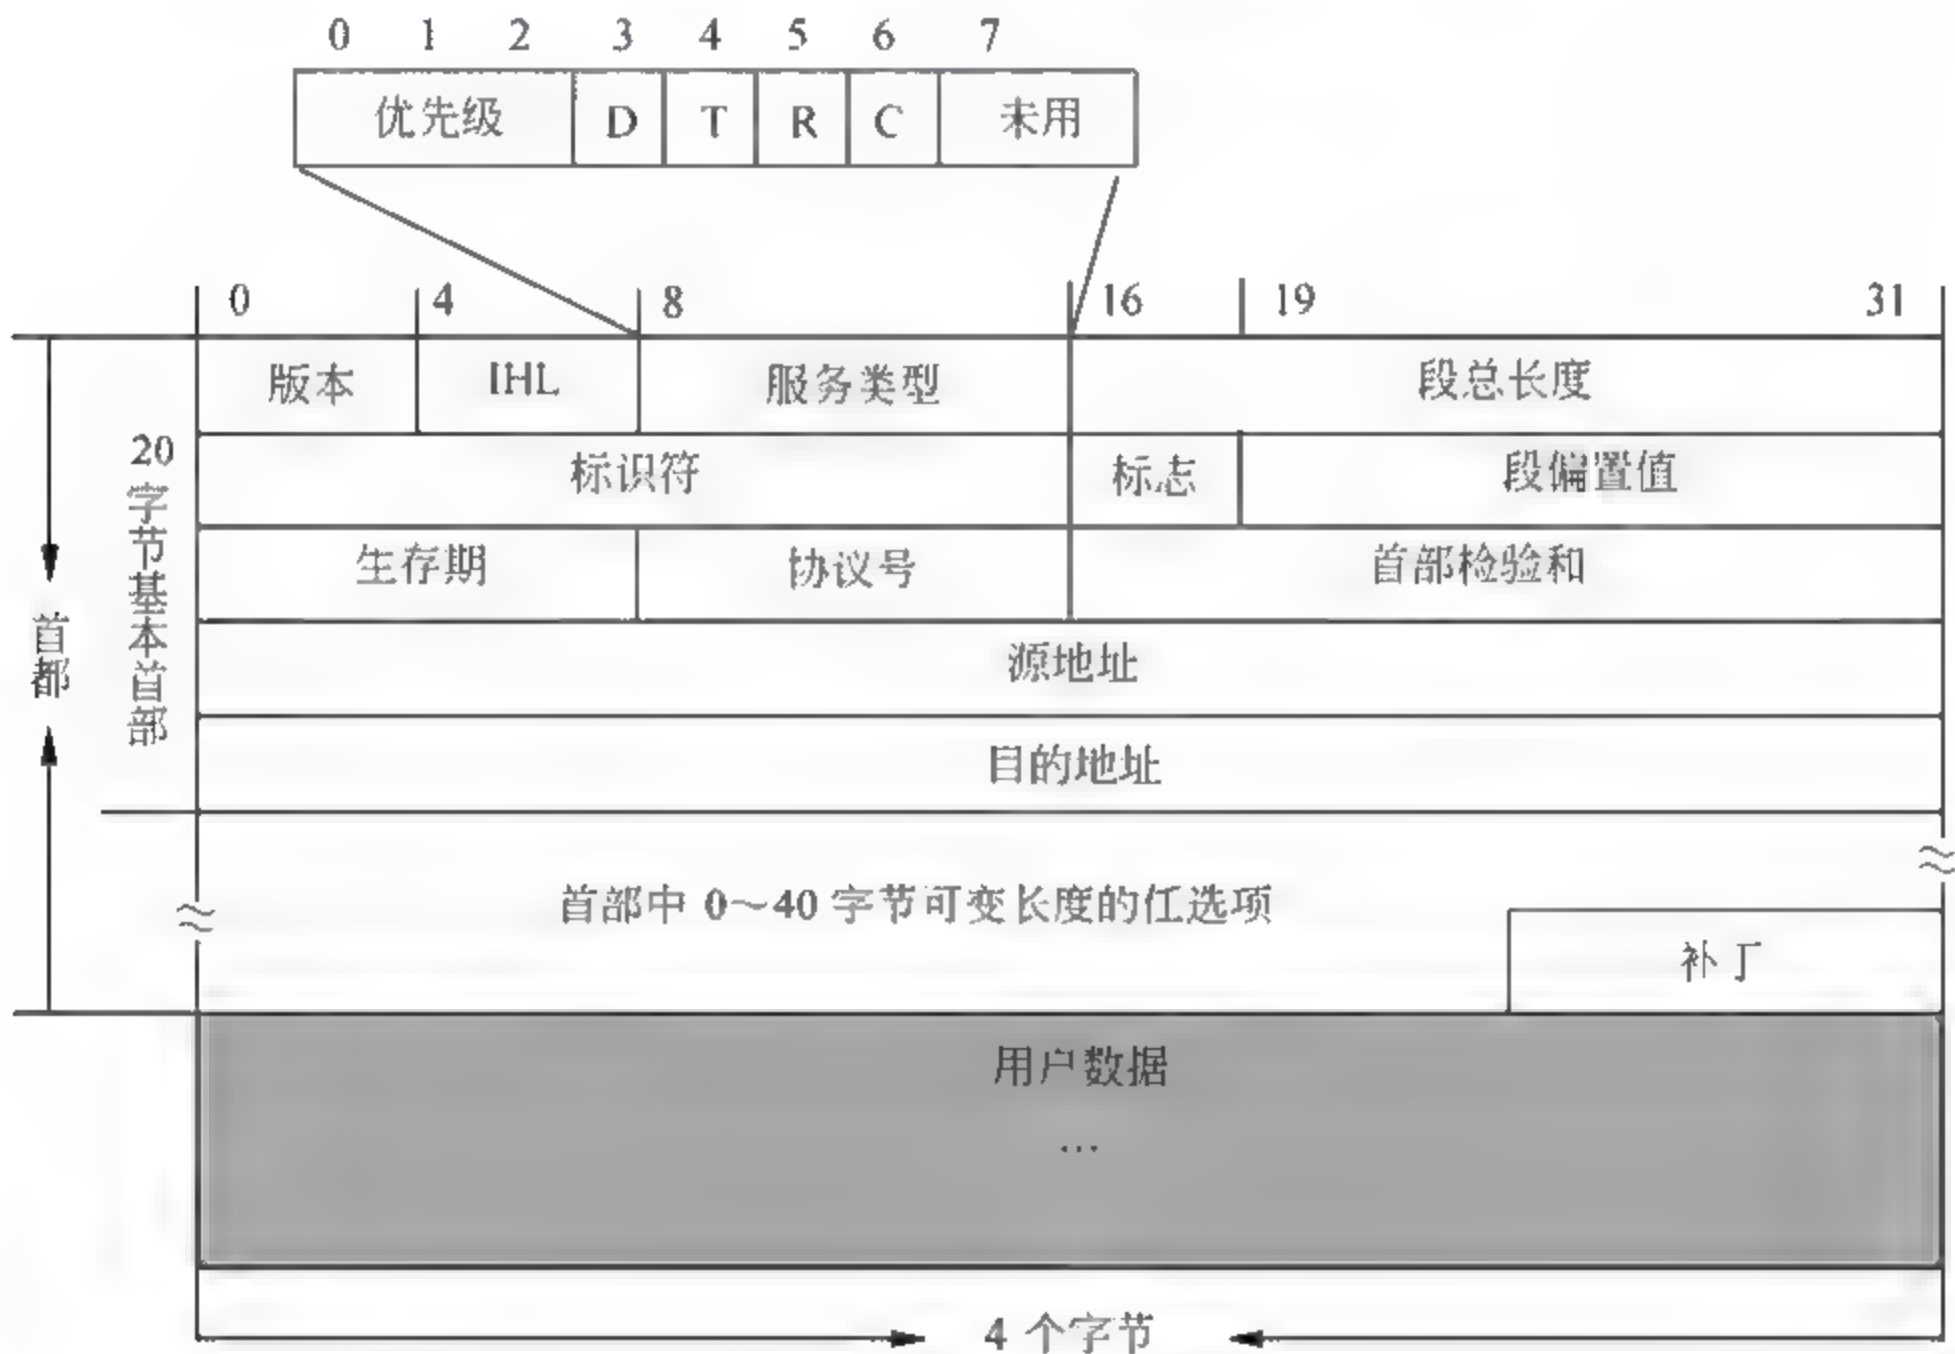 0 1 2 3 4 5 6 7
优先级 D T R C 未用
0 4 8 16 19 31
版本 IHL 服务类型 段总长度
标识符 标志 段偏置值
生存期 协议号 首部检验和
源地址
目的地址
首都
20字节基本首部
首部中 0～40 字节可变长度的任选项
补丁
用户数据
…
4 个字节